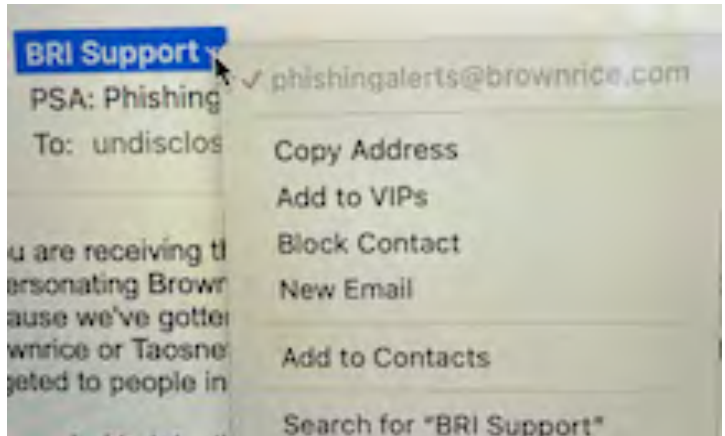 BRI Support
✓ phishingalerts@brownrice.com
PSA: Phishing
To: undisclos
Copy Address
Add to VIPs
Block Contact
New Email
Add to Contacts
Search for "BRI Support"
u are receiving th
ersonating Brown
ause we've gotten
wnrice or Taosne
geted to people in